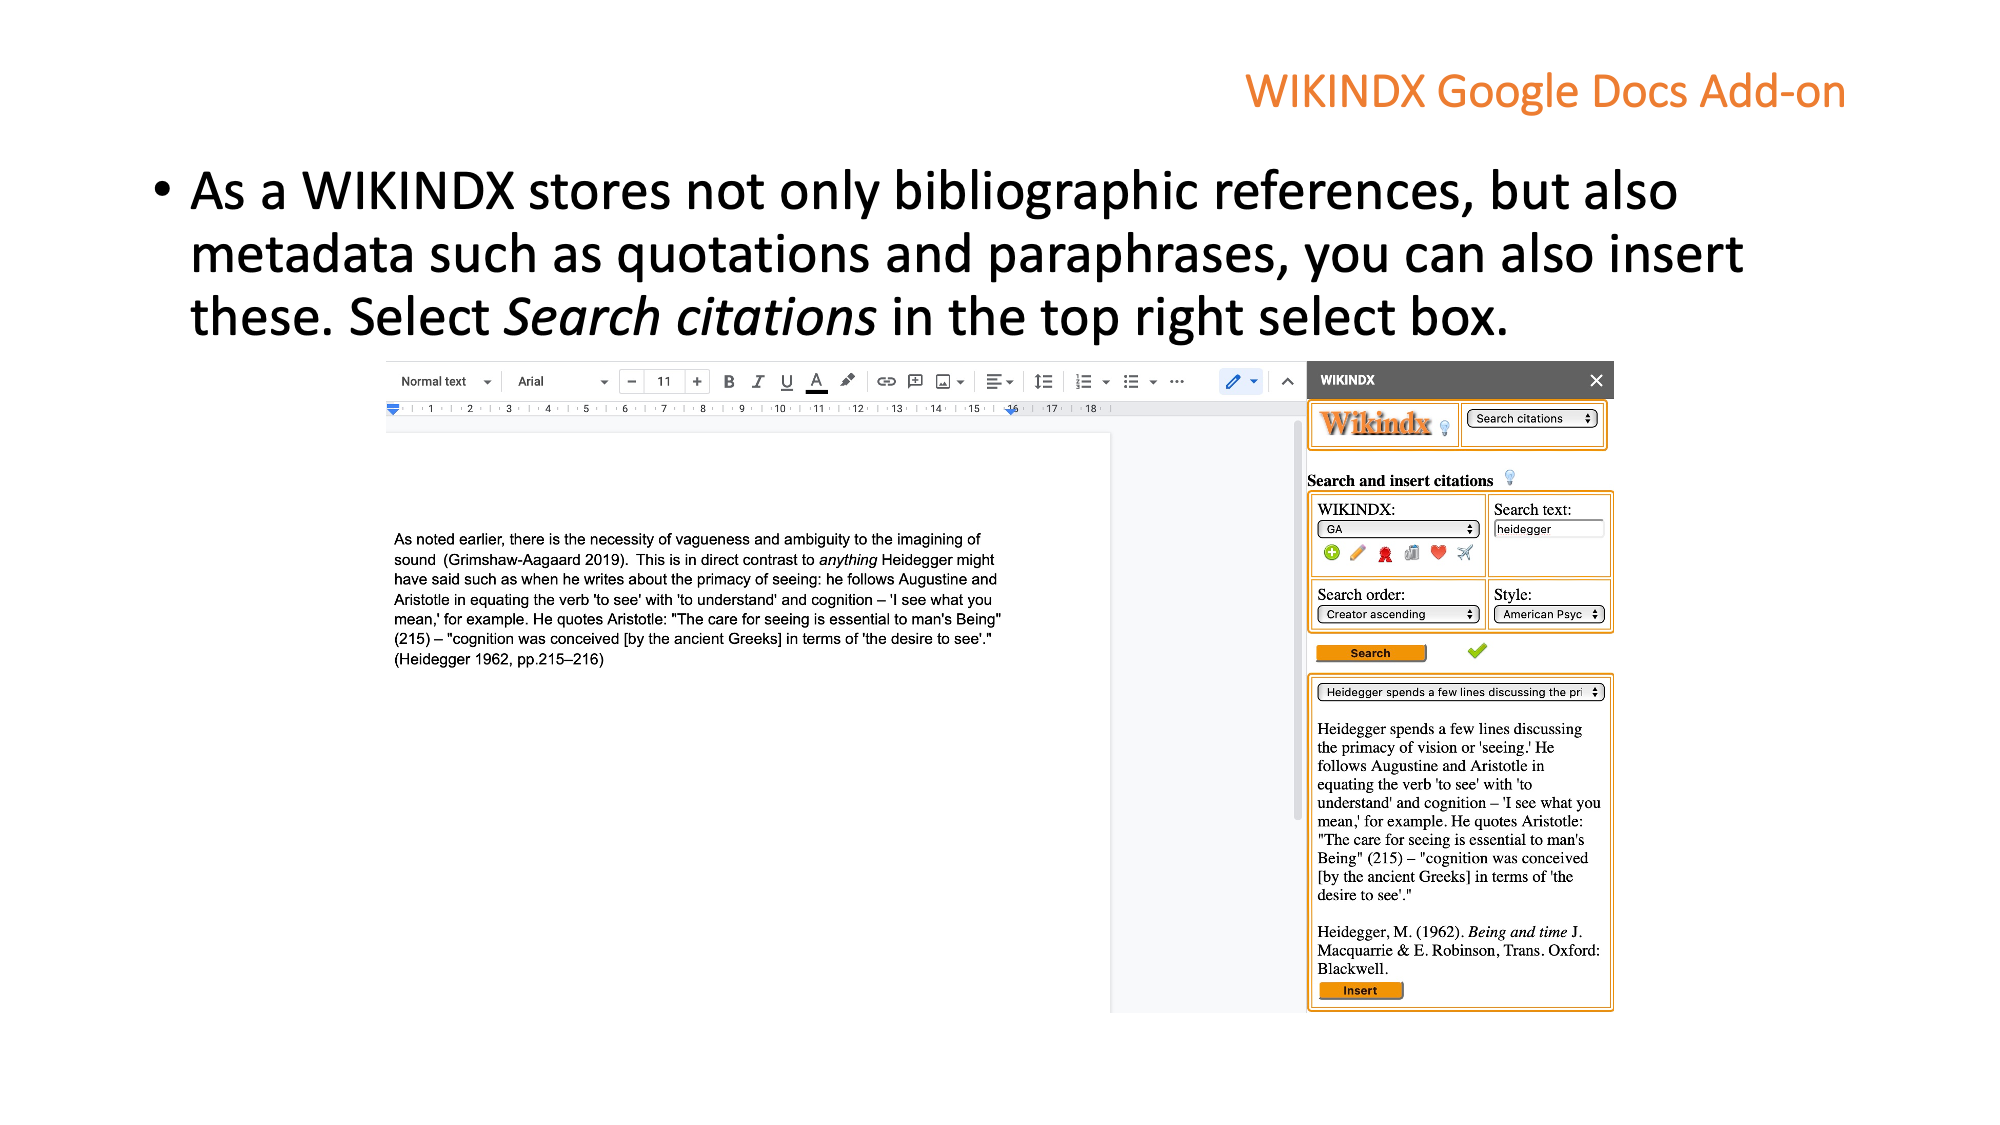 WIKINDX Google Docs Add-on
• As a WIKINDX stores not only bibliographic references, but also
metadata such as quotations and paraphrases, you can also insert
these. Select Search citations in the top right select box.
Normal text Arial − 11 + B I U A
1 2 3 4 5 6 7 8 9 10 11 12 13 14 15 16 17 18
As noted earlier, there is the necessity of vagueness and ambiguity to the imagining of
sound (Grimshaw-Aagaard 2019). This is in direct contrast to anything Heidegger might
have said such as when he writes about the primacy of seeing: he follows Augustine and
Aristotle in equating the verb 'to see' with 'to understand' and cognition – 'I see what you
mean,' for example. He quotes Aristotle: "The care for seeing is essential to man's Being"
(215) – "cognition was conceived [by the ancient Greeks] in terms of 'the desire to see'."
(Heidegger 1962, pp.215–216)
WIKINDX
Wikindx
Search citations
Search and insert citations
WIKINDX:
GA
Search text:
heidegger
Search order:
Creator ascending
Style:
American Psyc
Search
Heidegger spends a few lines discussing the pri
Heidegger spends a few lines discussing
the primacy of vision or 'seeing.' He
follows Augustine and Aristotle in
equating the verb 'to see' with 'to
understand' and cognition – 'I see what you
mean,' for example. He quotes Aristotle:
"The care for seeing is essential to man's
Being" (215) – "cognition was conceived
[by the ancient Greeks] in terms of 'the
desire to see'."
Heidegger, M. (1962). Being and time J.
Macquarrie & E. Robinson, Trans. Oxford:
Blackwell.
Insert